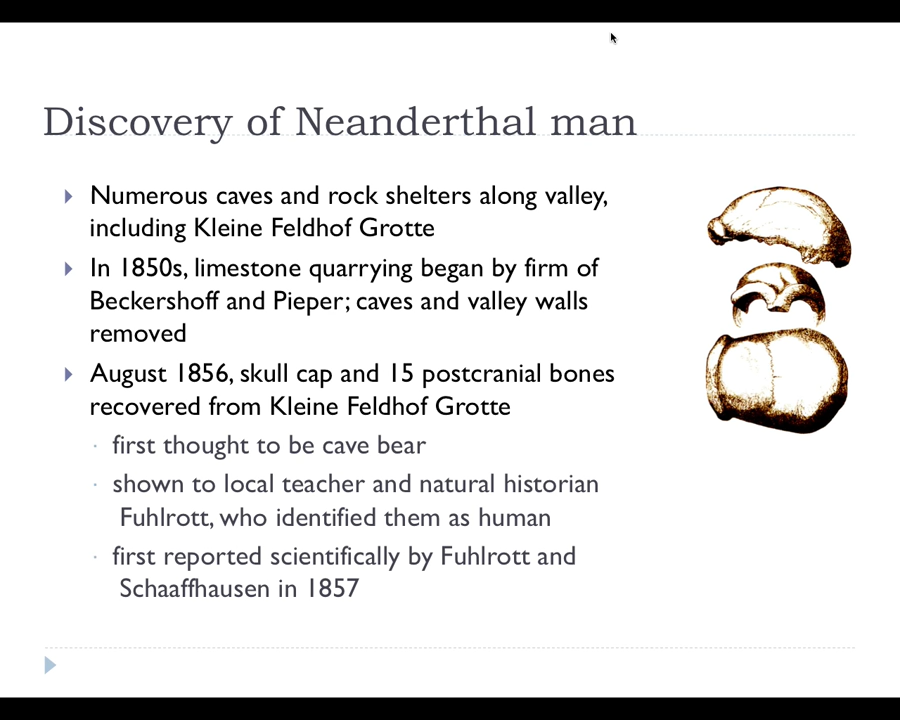 Discovery of Neanderthal man
Numerous caves and rock shelters along valley,
including Kleine Feldhof Grotte
In 1850s, limestone quarrying began by firm of
Beckershoff and Pieper; caves and valley walls
removed
August 1856, skull cap and 15 postcranial bones
recovered from Kleine Feldhof Grotte
first thought to be cave bear
shown to local teacher and natural historian
Fuhlrott, who identified them as human
first reported scientifically by Fuhlrott and
Schaaffhausen in 1857